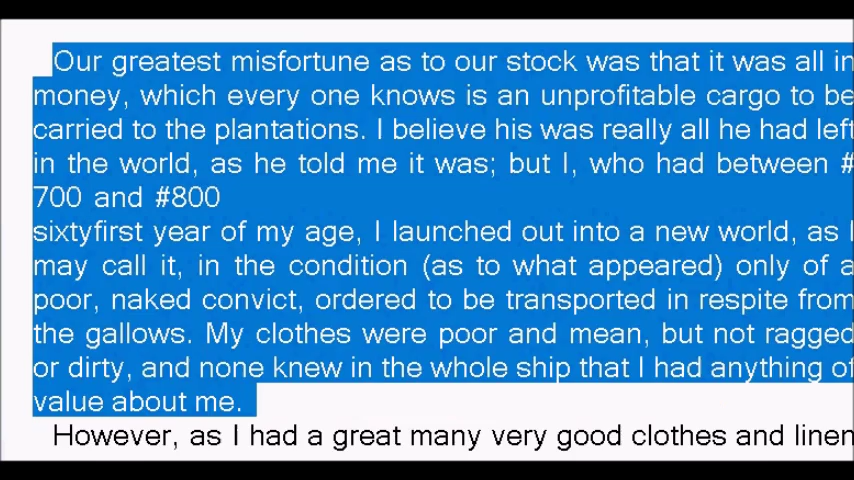 Our greatest misfortune as to our stock was that it was all in
money, which every one knows is an unprofitable cargo to be
carried to the plantations. I believe his was really all he had left
in the world, as he told me it was; but I, who had between #
700 and #800
sixtyfirst year of my age, I launched out into a new world, as I
may call it, in the condition (as to what appeared) only of a
poor, naked convict, ordered to be transported in respite from
the gallows. My clothes were poor and mean, but not ragged
or dirty, and none knew in the whole ship that I had anything of
value about me.
However, as I had a great many very good clothes and linen